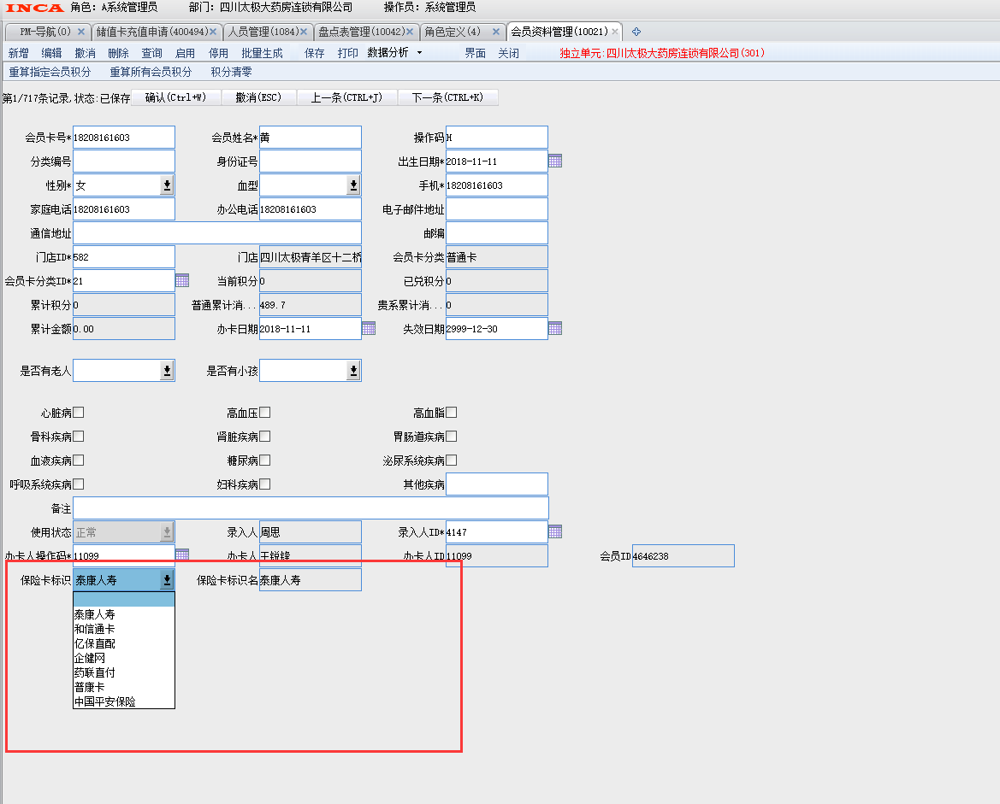 INCA 角色: A系统管理员 部门: 四川太极大药房连锁有限公司 操作员: 系统管理员
PM-导航(0) 储值卡充值申请(400494) 人员管理(1084) 盘点表管理(10042) 角色定义(4) 会员资料管理(10021)
新增 编辑 撤消 删除 查询 启用 停用 批量生成 保存 打印 数据分析 界面 关闭 独立单元:四川太极大药房连锁有限公司(301)
重算指定会员积分 重算所有会员积分 积分清零
第1/717条记录,状态:已保存 确认(Ctrl+W) 撤消(ESC) 上一条(CTRL+J) 下一条(CTRL+K)
会员卡号* 18208161603 会员姓名* 黄 操作码 H
分类编号 身份证号 出生日期* 2018-11-11
性别* 女 血型 手机* 18208161603
家庭电话 18208161603 办公电话 18208161603 电子邮件地址
通信地址 邮编
门店ID* 582 门店 四川太极青羊区十二桥 会员卡分类 普通卡
会员卡分类ID* 21 当前积分 0 已兑积分 0
累计积分 0 普通累计消... 489.7 贵系累计消... 0
累计金额 0.00 办卡日期 2018-11-11 失效日期 2999-12-30
是否有老人 是否有小孩
心脏病 高血压 高血脂
骨科疾病 肾脏疾病 胃肠道疾病
血液疾病 糖尿病 泌尿系统疾病
呼吸系统疾病 妇科疾病 其他疾病
备注
使用状态 正常 录入人 周思 录入人ID* 4147
办卡人操作码* 11099 办卡人 王锐锋 办卡人ID 11099 会员ID 4646238
保险卡标识 泰康人寿 保险卡标识名 泰康人寿
泰康人寿
和信通卡
亿保直配
企健网
药联直付
普康卡
中国平安保险